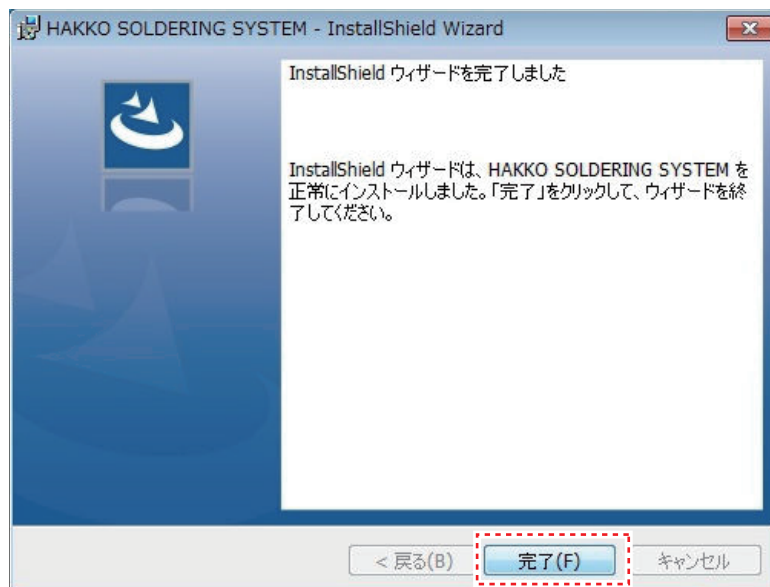 HAKKO SOLDERING SYSTEM - InstallShield Wizard
InstallShield ウィザードを完了しました
InstallShield ウィザードは、HAKKO SOLDERING SYSTEM を
正常にインストールしました。「完了」をクリックして、ウィザードを終
了してください。
< 戻る(B)
完了(F)
キャンセル